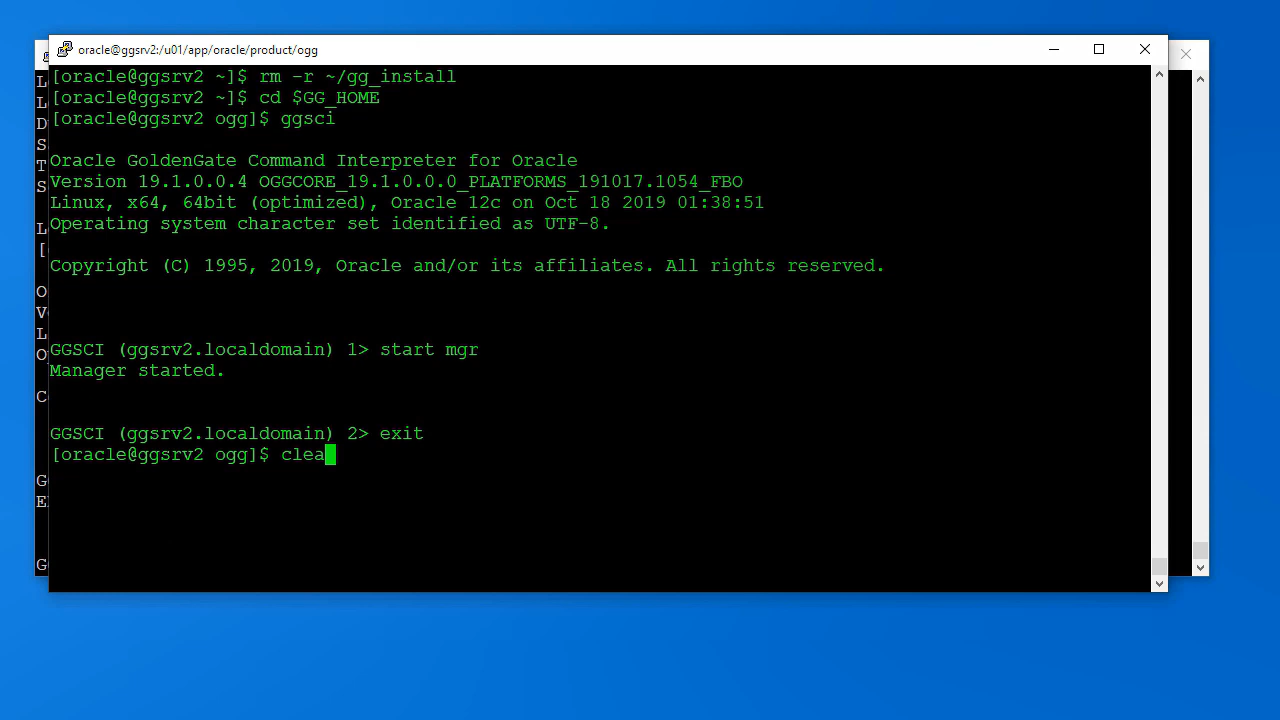 oracle@ggsrv2:/u01/app/oracle/product/ogg
[oracle@ggsrv2 ~]$ rm -r ~/gg_install
[oracle@ggsrv2 ~]$ cd $GG_HOME
[oracle@ggsrv2 ogg]$ ggsci
Oracle GoldenGate Command Interpreter for Oracle
Version 19.1.0.0.4 OGGCORE_19.1.0.0.0_PLATFORMS_191017.1054_FBO
Linux, x64, 64bit (optimized), Oracle 12c on Oct 18 2019 01:38:51
Operating system character set identified as UTF-8.
Copyright (C) 1995, 2019, Oracle and/or its affiliates. All rights reserved.
GGSCI (ggsrv2.localdomain) 1> start mgr
Manager started.
GGSCI (ggsrv2.localdomain) 2> exit
[oracle@ggsrv2 ogg]$ clea